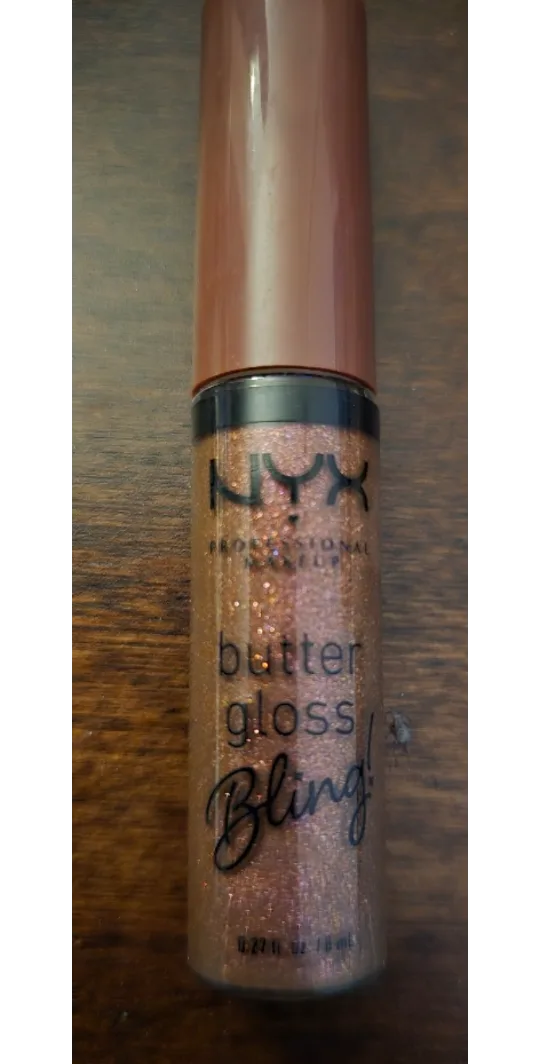 NYX
PROFESSIONAL
MAKEUP
butter
gloss
Bling!
0.27 fl oz / 8 mL